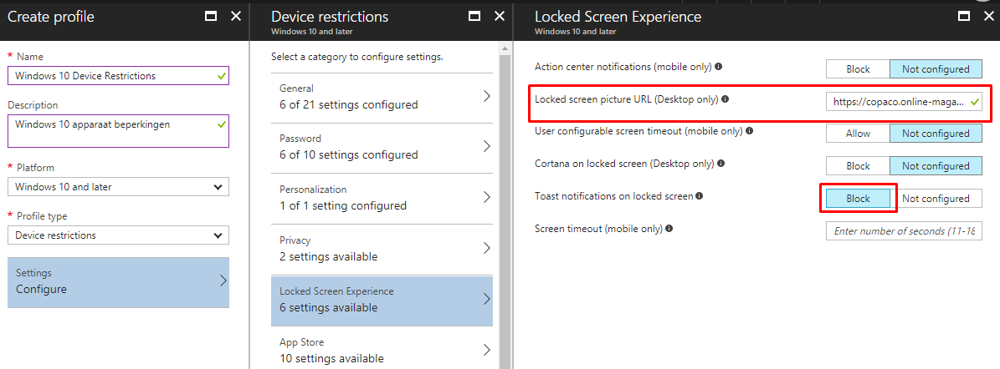 Create profile
* Name
Windows 10 Device Restrictions
Description
Windows 10 apparaat beperkingen
* Platform
Windows 10 and later
* Profile type
Device restrictions
Settings
Configure
Device restrictions
Windows 10 and later
Select a category to configure settings.
General
6 of 21 settings configured
Password
6 of 10 settings configured
Personalization
1 of 1 setting configured
Privacy
2 settings available
Locked Screen Experience
6 settings available
App Store
10 settings available
Locked Screen Experience
Windows 10 and later
Action center notifications (mobile only) Block Not configured
Locked screen picture URL (Desktop only) https://copaco.online-maga...
User configurable screen timeout (mobile only) Allow Not configured
Cortana on locked screen (Desktop only) Block Not configured
Toast notifications on locked screen Block Not configured
Screen timeout (mobile only) Enter number of seconds (11-18